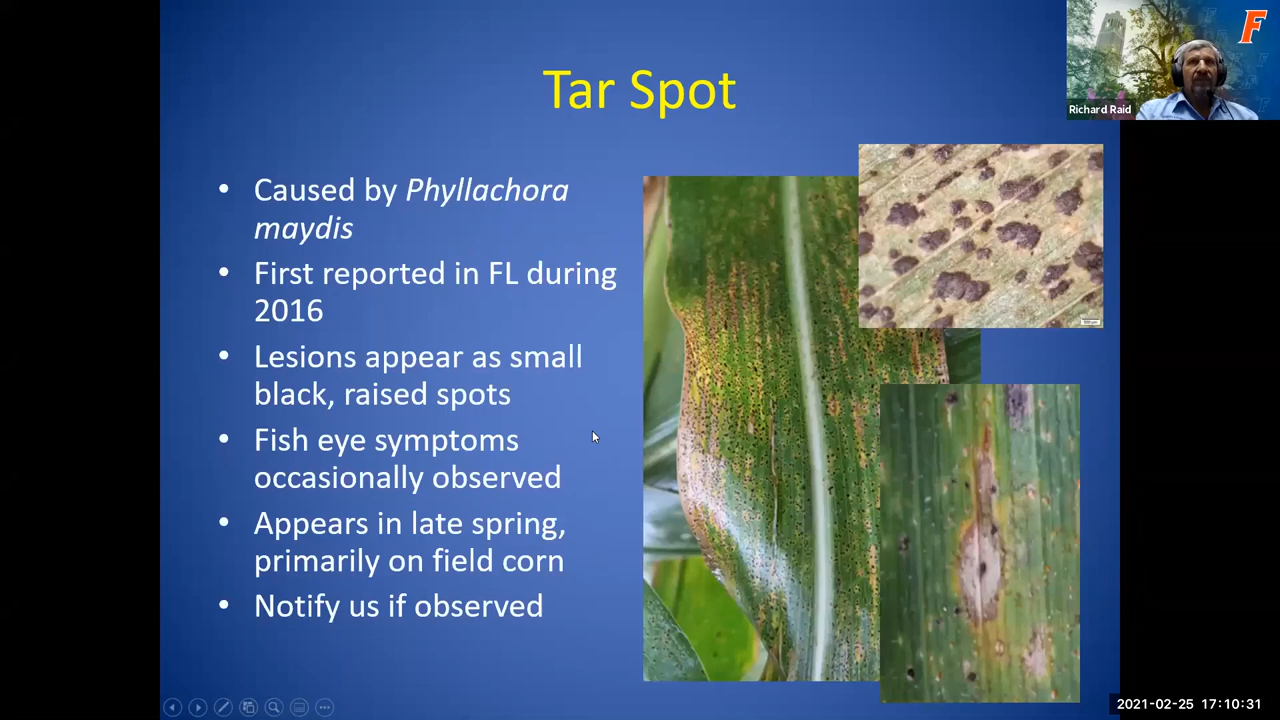 Tar Spot
F
Richard Raid
• Caused by Phyllachora
maydis
• First reported in FL during
2016
• Lesions appear as small
black, raised spots
• Fish eye symptoms
occasionally observed
• Appears in late spring,
primarily on field corn
• Notify us if observed
2021-02-25 17:10:31